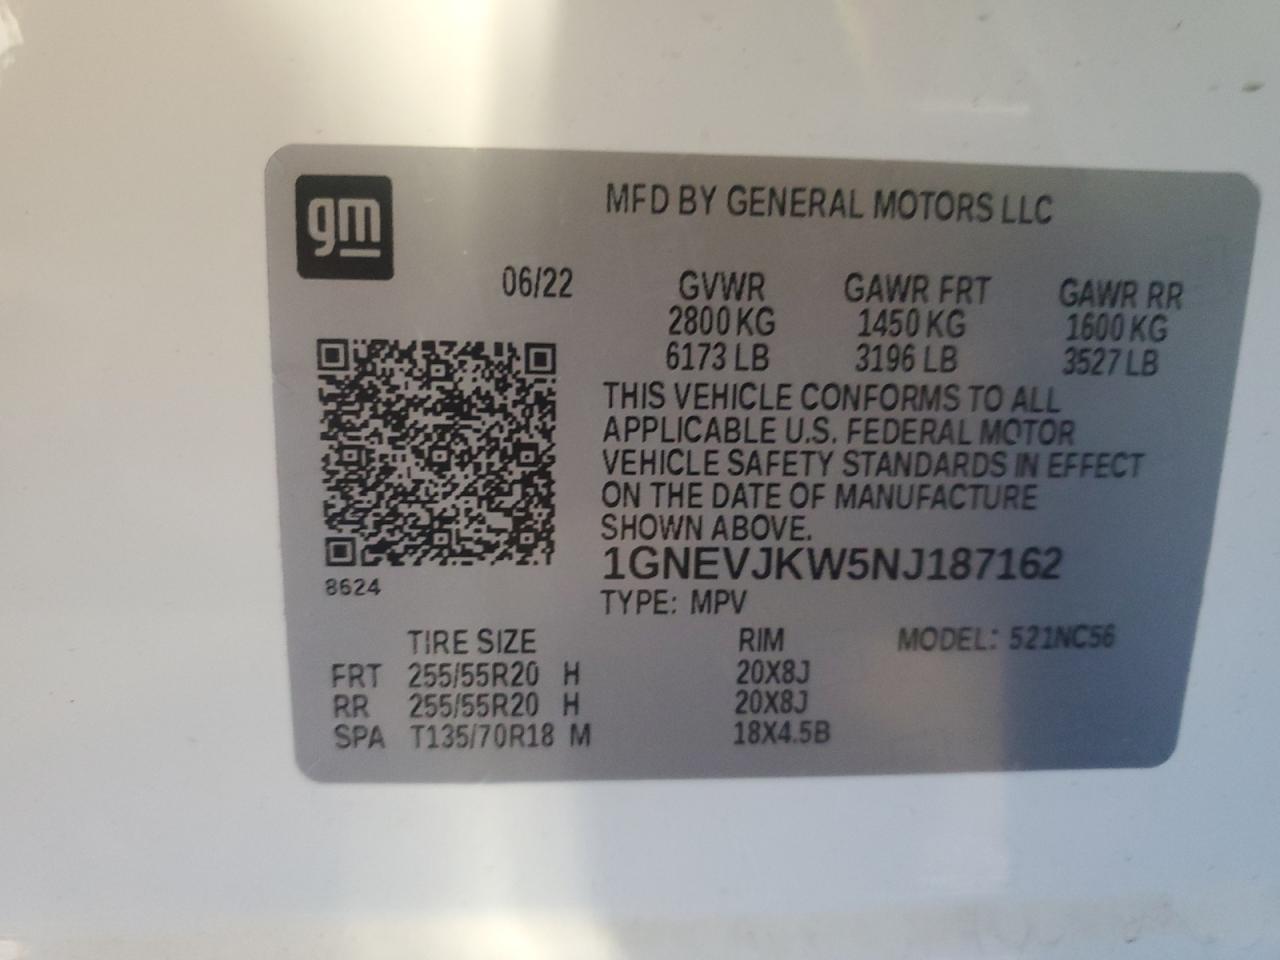 gm
MFD BY GENERAL MOTORS LLC
06/22 GVWR GAWR FRT GAWR RR
2800 KG 1450 KG 1600 KG
6173 LB 3196 LB 3527 LB
THIS VEHICLE CONFORMS TO ALL
APPLICABLE U.S. FEDERAL MOTOR
VEHICLE SAFETY STANDARDS IN EFFECT
ON THE DATE OF MANUFACTURE
SHOWN ABOVE.
1GNEVJKW5NJ187162
8624
TYPE: MPV
TIRE SIZE RIM MODEL: 521NC56
FRT 255/55R20 H 20X8J
RR 255/55R20 H 20X8J
SPA T135/70R18 M 18X4.5B